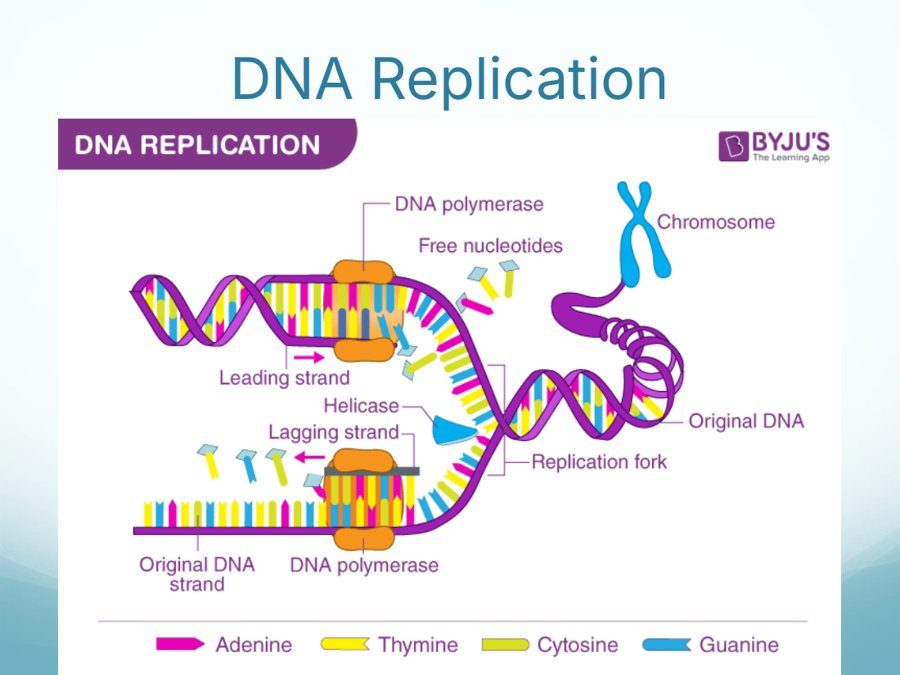 DNA Replication
DNA REPLICATION
BYJU'S
The Learning App
DNA polymerase
Free nucleotides
Chromosome
Leading strand
Helicase
Lagging strand
Original DNA
Replication fork
Original DNA
strand
DNA polymerase
Adenine
Thymine
Cytosine
Guanine